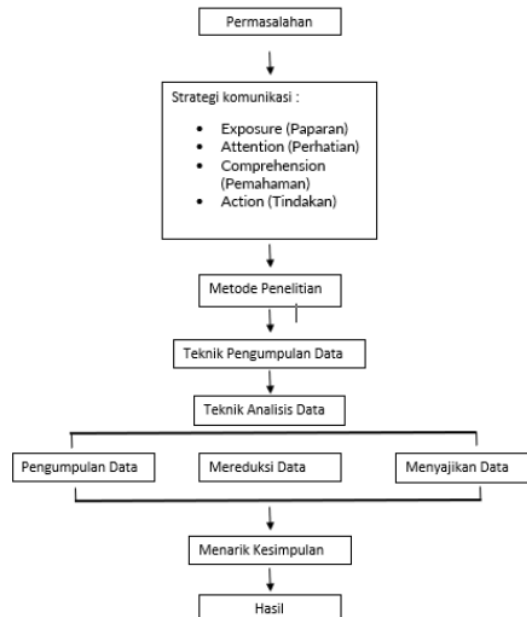 Permasalahan
Strategi komunikasi :
• Exposure (Paparan)
• Attention (Perhatian)
• Comprehension
(Pemahaman)
• Action (Tindakan)
Metode Penelitian
Teknik Pengumpulan Data
Teknik Analisis Data
Pengumpulan Data
Mereduksi Data
Menyajikan Data
Menarik Kesimpulan
Hasil